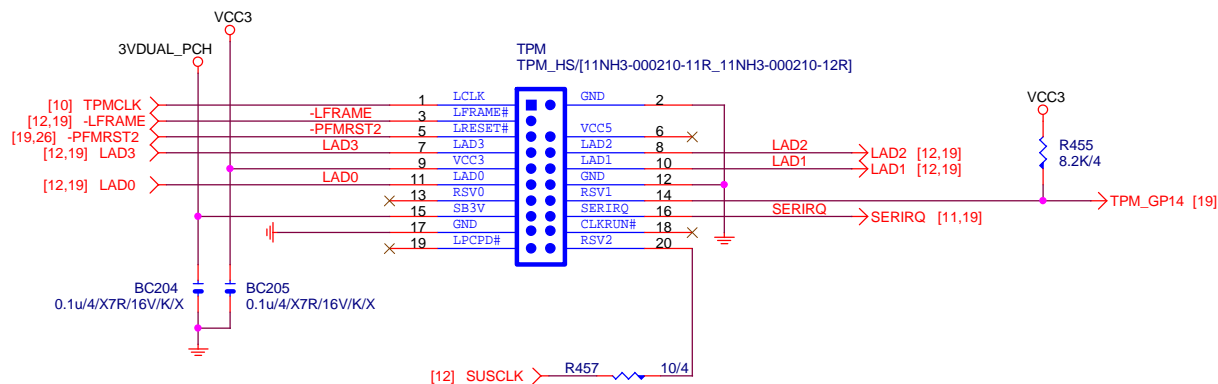 VCC3
3VDUAL_PCH
TPM
TPM_HS/[11NH3-000210-11R_11NH3-000210-12R]
VCC3
[10] TPMCLK 1 LCLK GND 2
[12,19] -LFRAME -LFRAME 3 LFRAME#
[19,26] -PFMRST2 -PFMRST2 5 LRESET# VCC5 6
[12,19] LAD3 LAD3 7 LAD3 LAD2 8 LAD2 LAD2 [12,19]
9 VCC3 LAD1 10 LAD1 LAD1 [12,19]
[12,19] LAD0 LAD0 11 LAD0 GND 12
13 RSV0 RSV1 14 TPM_GP14 [19]
15 SB3V SERIRQ 16 SERIRQ SERIRQ [11,19]
17 GND CLKRUN# 18
19 LPCPD# RSV2 20
R455
8.2K/4
BC204
0.1u/4/X7R/16V/K/X
BC205
0.1u/4/X7R/16V/K/X
[12] SUSCLK R457 10/4